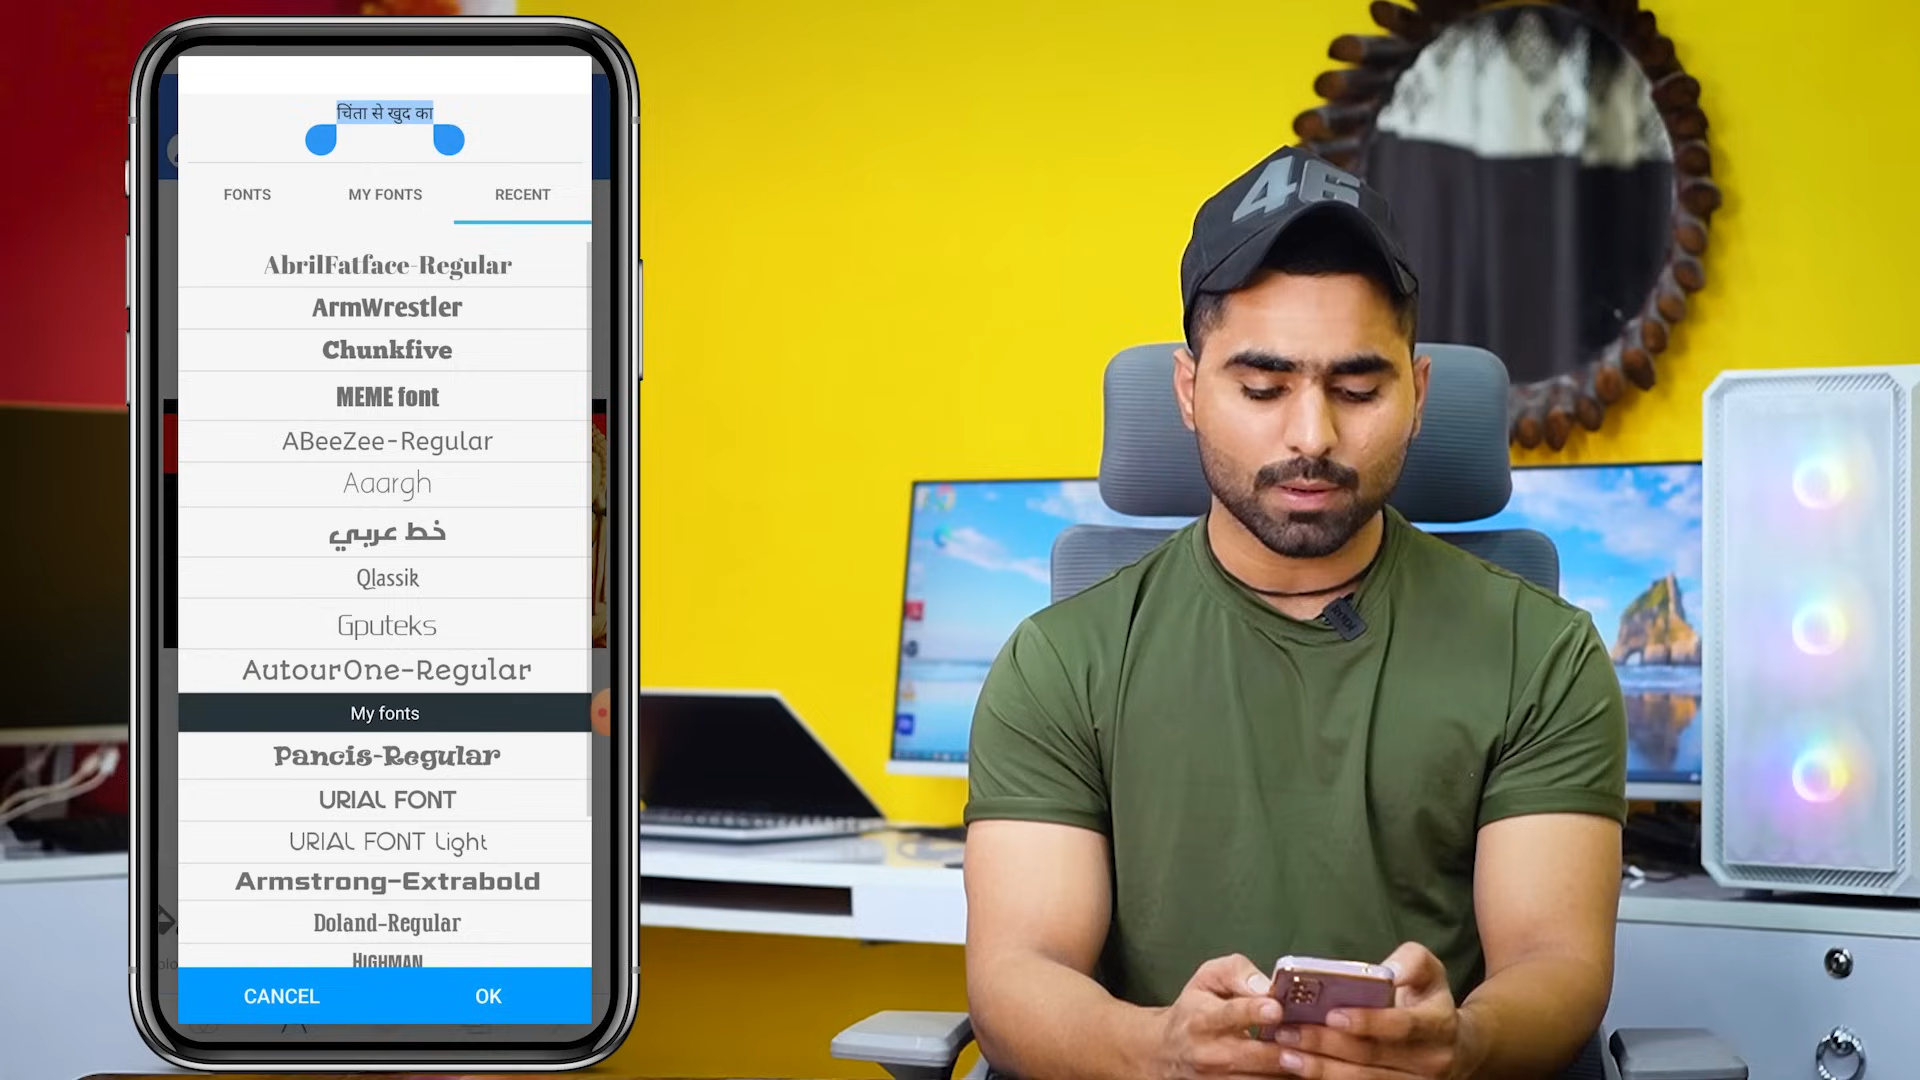 चिंता से खुद का
FONTS
MY FONTS
RECENT
AbrilFatface-Regular
ArmWrestler
Chunkfive
MEME font
ABeeZee-Regular
Aaargh
خط عربي
Qlassik
Gputeks
AutourOne-Regular
My fonts
Pancis-Regular
URIAL FONT
URIAL FONT Light
Armstrong-Extrabold
Doland-Regular
HIGHMAN
CANCEL
OK
46